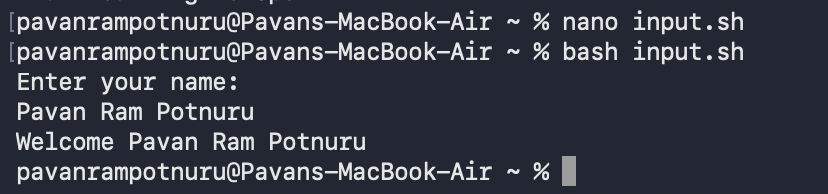 [pavanrampotnuru@Pavans-MacBook-Air ~ % nano input.sh
[pavanrampotnuru@Pavans-MacBook-Air ~ % bash input.sh
Enter your name:
Pavan Ram Potnuru
Welcome Pavan Ram Potnuru
pavanrampotnuru@Pavans-MacBook-Air ~ %